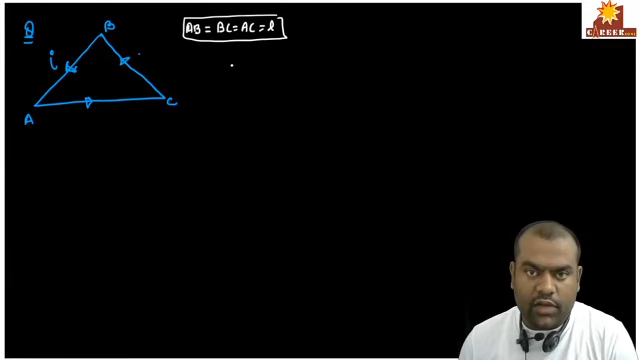 Q
B
AB = BC = AC = l
i
A
C
CAREER